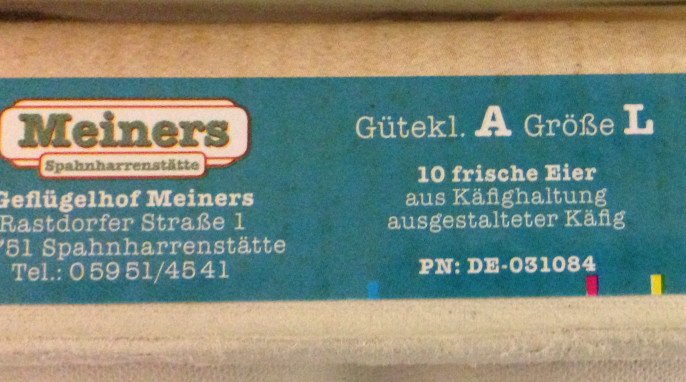 Meiners
Spahnharrenstätte
Geflügelhof Meiners
Rastdorfer Straße 1
751 Spahnharrenstätte
Tel.: 05951/4541
Gütekl. A Größe L
10 frische Eier
aus Käfighaltung
ausgestalteter Käfig
PN: DE-031084